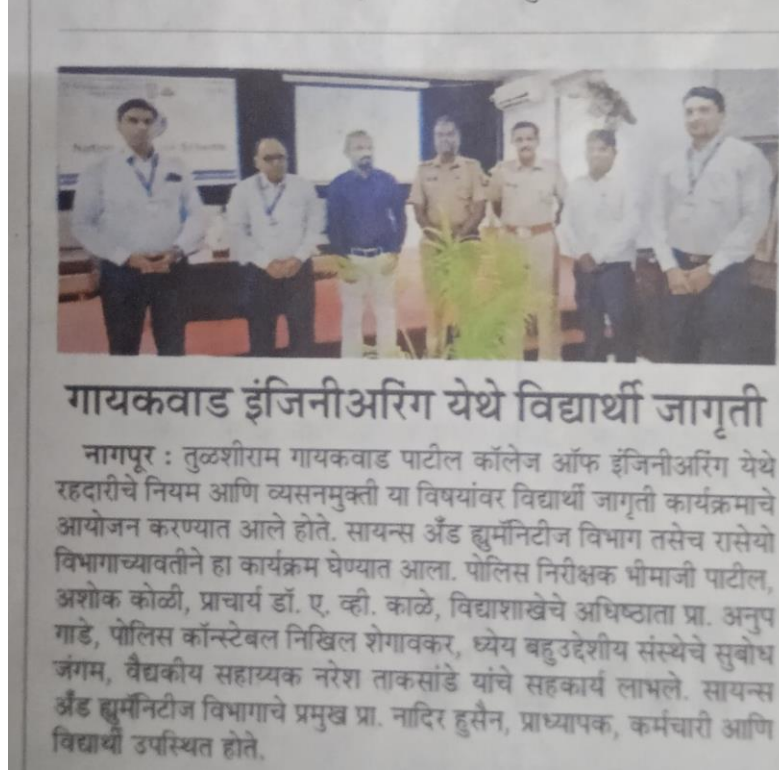 गायकवाड इंजिनीअरिंग येथे विद्यार्थी जागृती
नागपूर : तुळशीराम गायकवाड पाटील कॉलेज ऑफ इंजिनीअरिंग येथे
रहदारीचे नियम आणि व्यसनमुक्ती या विषयांवर विद्यार्थी जागृती कार्यक्रमाचे
आयोजन करण्यात आले होते. सायन्स अँड ह्युमॅनिटीज विभाग तसेच रासेयो
विभागाच्यावतीने हा कार्यक्रम घेण्यात आला. पोलिस निरीक्षक भीमाजी पाटील,
अशोक कोळी, प्राचार्य डॉ. ए. व्ही. काळे, विद्याशाखेचे अधिष्ठाता प्रा. अनुप
गाडे, पोलिस कॉन्स्टेबल निखिल शेगावकर, ध्येय बहुउद्देशीय संस्थेचे सुबोध
जंगम, वैद्यकीय सहाय्यक नरेश ताकसांडे यांचे सहकार्य लाभले. सायन्स
अँड ह्युमॅनिटीज विभागाचे प्रमुख प्रा. नादिर हुसैन, प्राध्यापक, कर्मचारी आणि
विद्यार्थी उपस्थित होते.